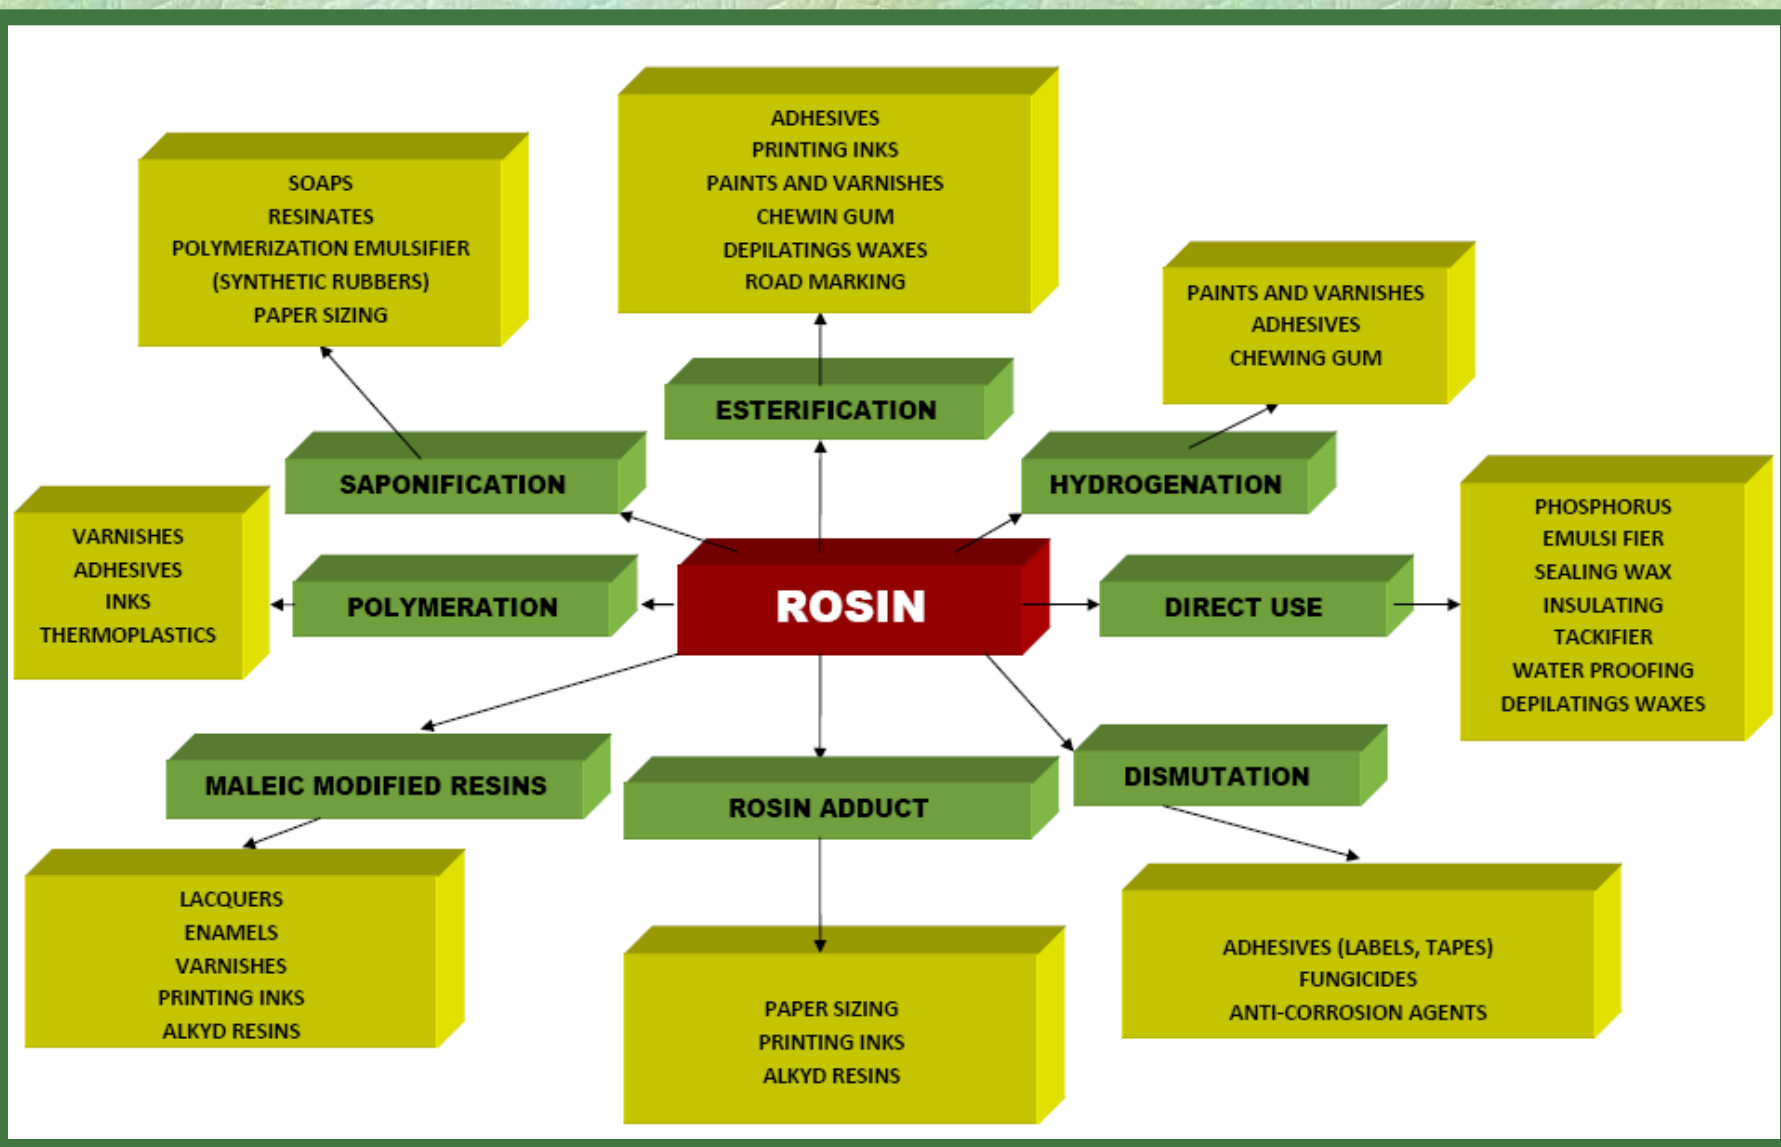 ADHESIVES
PRINTING INKS
PAINTS AND VARNISHES
CHEWIN GUM
DEPILATINGS WAXES
ROAD MARKING
SOAPS
RESINATES
POLYMERIZATION EMULSIFIER
(SYNTHETIC RUBBERS)
PAPER SIZING
PAINTS AND VARNISHES
ADHESIVES
CHEWING GUM
ESTERIFICATION
SAPONIFICATION
HYDROGENATION
VARNISHES
ADHESIVES
INKS
THERMOPLASTICS
POLYMERATION
ROSIN
DIRECT USE
PHOSPHORUS
EMULSI FIER
SEALING WAX
INSULATING
TACKIFIER
WATER PROOFING
DEPILATINGS WAXES
MALEIC MODIFIED RESINS
ROSIN ADDUCT
DISMUTATION
LACQUERS
ENAMELS
VARNISHES
PRINTING INKS
ALKYD RESINS
PAPER SIZING
PRINTING INKS
ALKYD RESINS
ADHESIVES (LABELS, TAPES)
FUNGICIDES
ANTI-CORROSION AGENTS